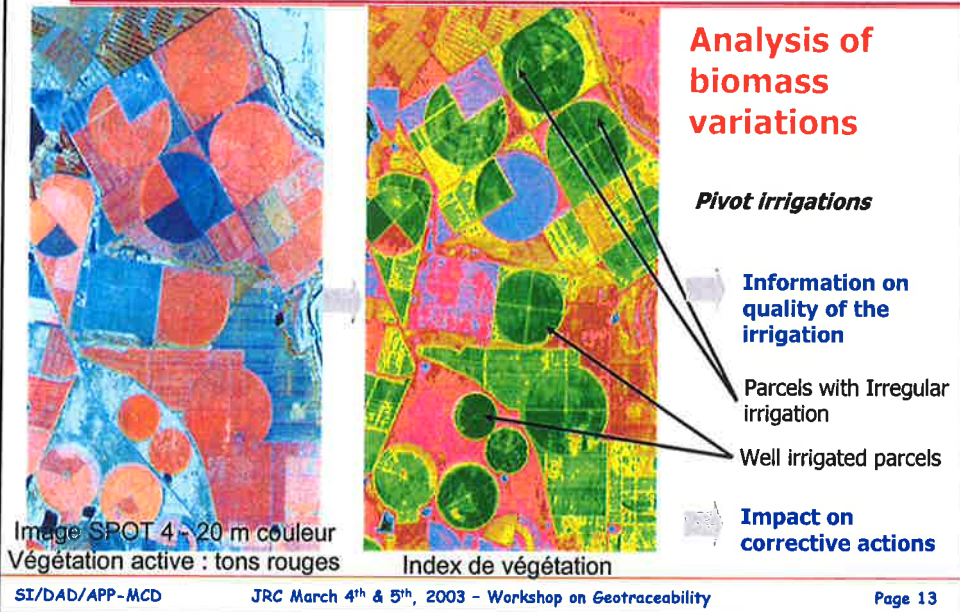 Analysis of
biomass
variations
Pivot irrigations
Information on
quality of the
irrigation
Parcels with Irregular
irrigation
Well irrigated parcels
Impact on
corrective actions
Image SPOT 4 - 20 m couleur
Végétation active : tons rouges
Index de végétation
SI/DAD/APP-MCD
JRC March 4th & 5th, 2003 - Workshop on Geotraceability
Page 13